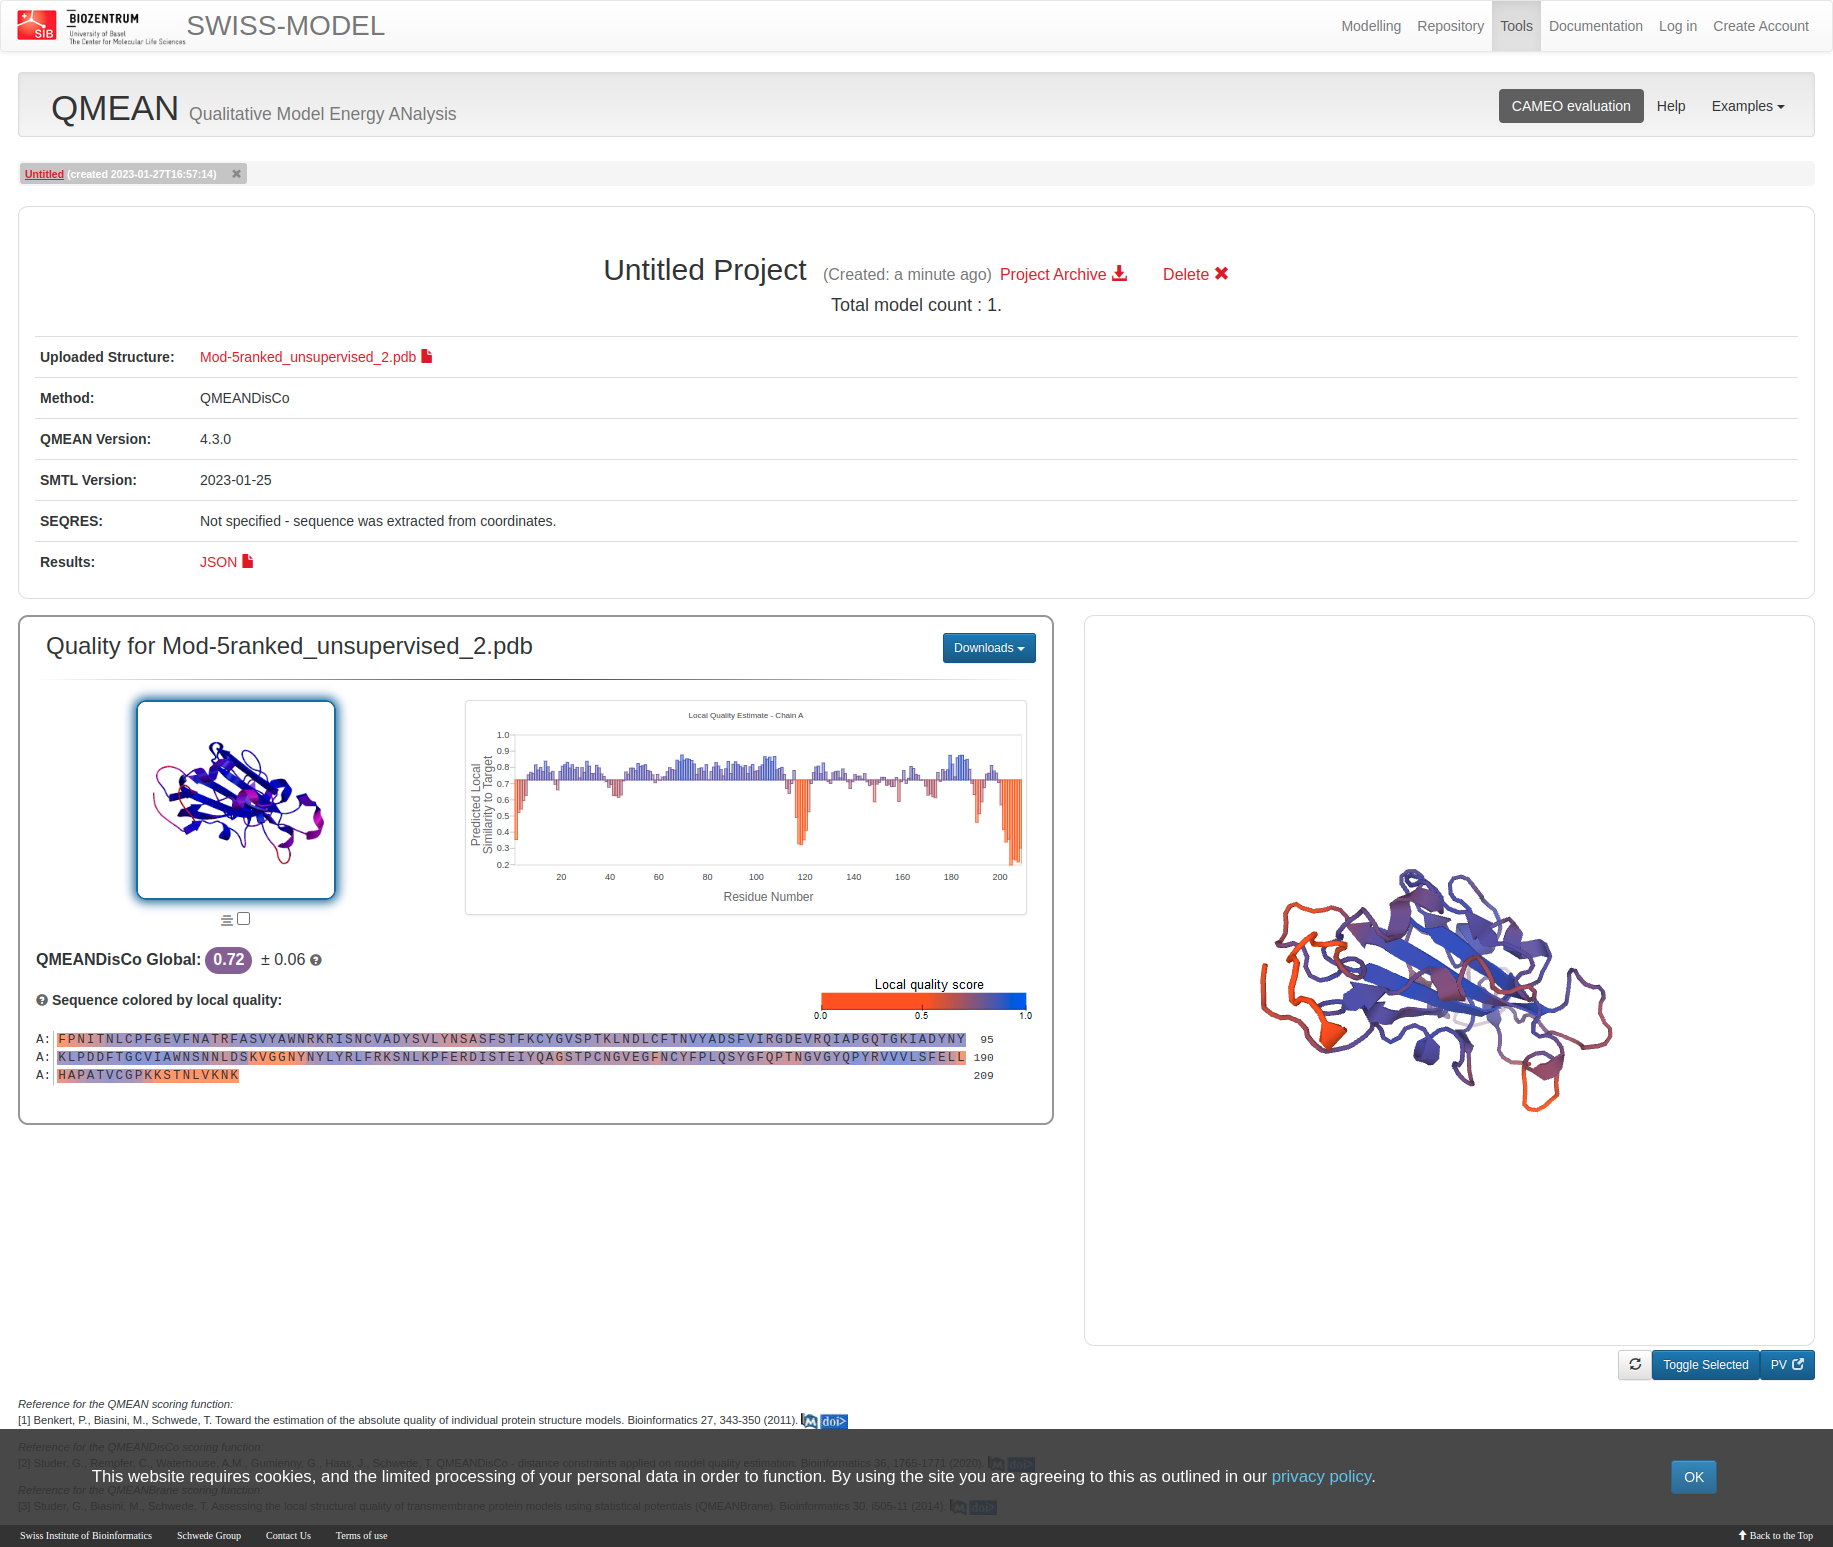 SIB
BIOZENTRUM
University of Basel
The Center for Molecular Life Sciences
SWISS-MODEL
Modelling Repository Tools Documentation Log in Create Account
QMEAN Qualitative Model Energy ANalysis
CAMEO evaluation Help Examples
Untitled (created 2023-01-27T16:57:14)
Untitled Project (Created: a minute ago) Project Archive Delete
Total model count : 1.
Uploaded Structure: Mod-5ranked_unsupervised_2.pdb
Method: QMEANDisCo
QMEAN Version: 4.3.0
SMTL Version: 2023-01-25
SEQRES: Not specified - sequence was extracted from coordinates.
Results: JSON
Quality for Mod-5ranked_unsupervised_2.pdb
Downloads
Local Quality Estimate - Chain A
Predicted Local
Similarity to Target
1.0
0.9
0.8
0.7
0.6
0.5
0.4
0.3
0.2
20 40 60 80 100 120 140 160 180 200
Residue Number
QMEANDisCo Global: 0.72 ± 0.06
Sequence colored by local quality:
Local quality score
0.0 0.5 1.0
A: FPNITNLCPFGEVFNATRFASVYAWNRKRISNCVADYSVLYNSASFSTFKCYGVSPTKLNDLCFTNVYADSFVIRGDEVRQIAPGQTGKIADYNY 95
A: KLPDDFTGCVIAWNSNNLDSKVGGNYNYLYRLFRKSNLKPFERDISTEIYQAGSTPCNGVEGFNCYFPLQSYGFQPTNGVGYQPYRVVVLSFELL 190
A: HAPATVCGPKKSTNLVKNK 209
Toggle Selected PV
Reference for the QMEAN scoring function:
[1] Benkert, P., Biasini, M., Schwede, T. Toward the estimation of the absolute quality of individual protein structure models. Bioinformatics 27, 343-350 (2011). M doi>
Reference for the QMEANDisCo scoring function:
[2] Studer, G., Rempfer, C., Waterhouse, A.M., Gumienny, G., Haas, J., Schwede, T. QMEANDisCo - distance constraints applied on model quality estimation. Bioinformatics 36, 1765-1771 (2020). M doi>
This website requires cookies, and the limited processing of your personal data in order to function. By using the site you are agreeing to this as outlined in our privacy policy.
OK
Reference for the QMEANBrane scoring function:
[3] Studer, G., Biasini, M., Schwede, T. Assessing the local structural quality of transmembrane protein models using statistical potentials (QMEANBrane). Bioinformatics 30, i505-11 (2014). M doi>
Swiss Institute of Bioinformatics Schwede Group Contact Us Terms of use
Back to the Top